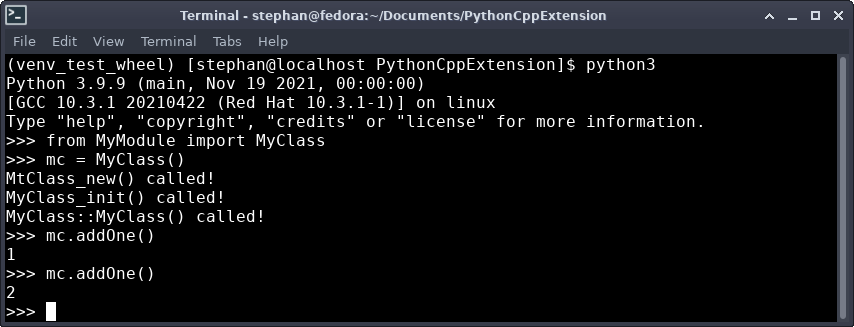 Terminal - stephan@fedora:~/Documents/PythonCppExtension
File Edit View Terminal Tabs Help
(venv_test_wheel) [stephan@localhost PythonCppExtension]$ python3
Python 3.9.9 (main, Nov 19 2021, 00:00:00)
[GCC 10.3.1 20210422 (Red Hat 10.3.1-1)] on linux
Type "help", "copyright", "credits" or "license" for more information.
>>> from MyModule import MyClass
>>> mc = MyClass()
MtClass_new() called!
MyClass_init() called!
MyClass::MyClass() called!
>>> mc.addOne()
1
>>> mc.addOne()
2
>>>